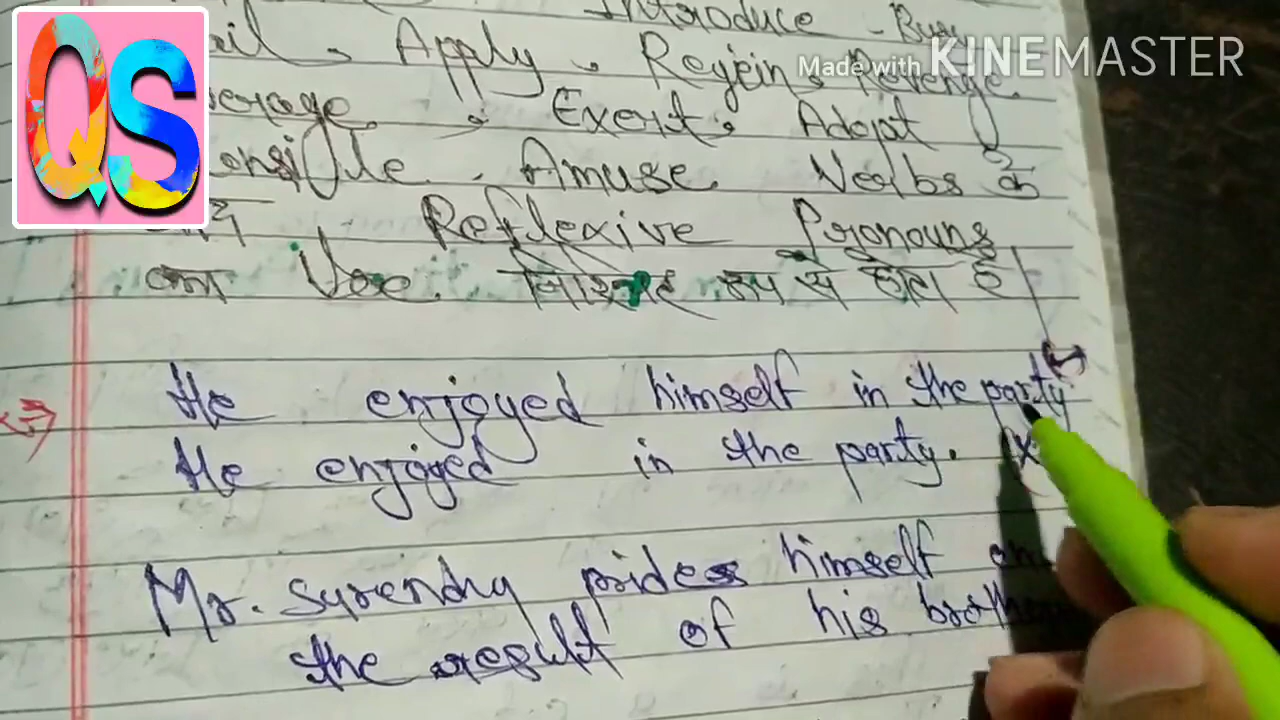 Introduce - Buy
Apply, Rejoin, Revenge
Exert, Adopt
Amuse Verbs के
Reflexive Pronouns
का Use निश्चित रूप से होता है
He enjoyed himself in the party
He enjoyed in the party. (x)
Mr. Surendra prides himself on
the result of his brother
QS
Made with KINEMASTER